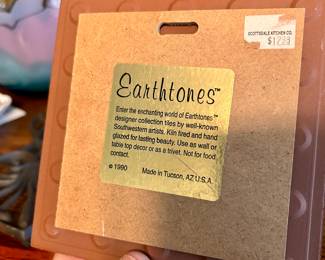 SCOTTSDALE KITCHEN CO.
Earthtones™
Enter the enchanting world of Earthtones™
designer collection tiles by well-known
Southwestern artists. Kiln fired and hand
glazed for lasting beauty. Use as wall or
table top decor or as a trivet. Not for food
contact.
© 1990 Made in Tucson, AZ U.S.A.